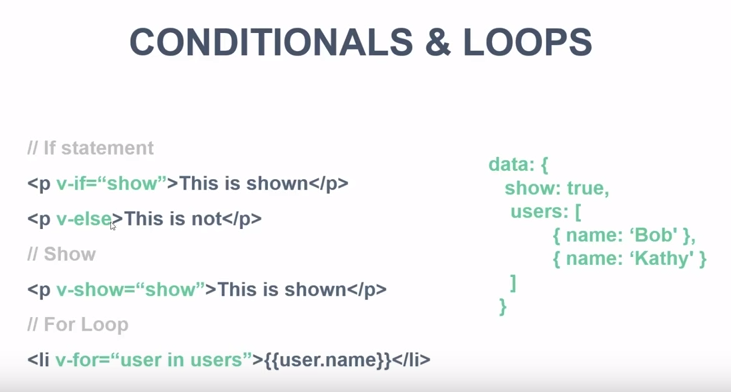 CONDITIONALS & LOOPS
// If statement
<p v-if=“show”>This is shown</p>
<p v-else>This is not</p>
// Show
<p v-show=“show”>This is shown</p>
// For Loop
<li v-for=“user in users”>{{user.name}}</li>
data: {
show: true,
users: [
{ name: ‘Bob' },
{ name: ‘Kathy' }
]
}